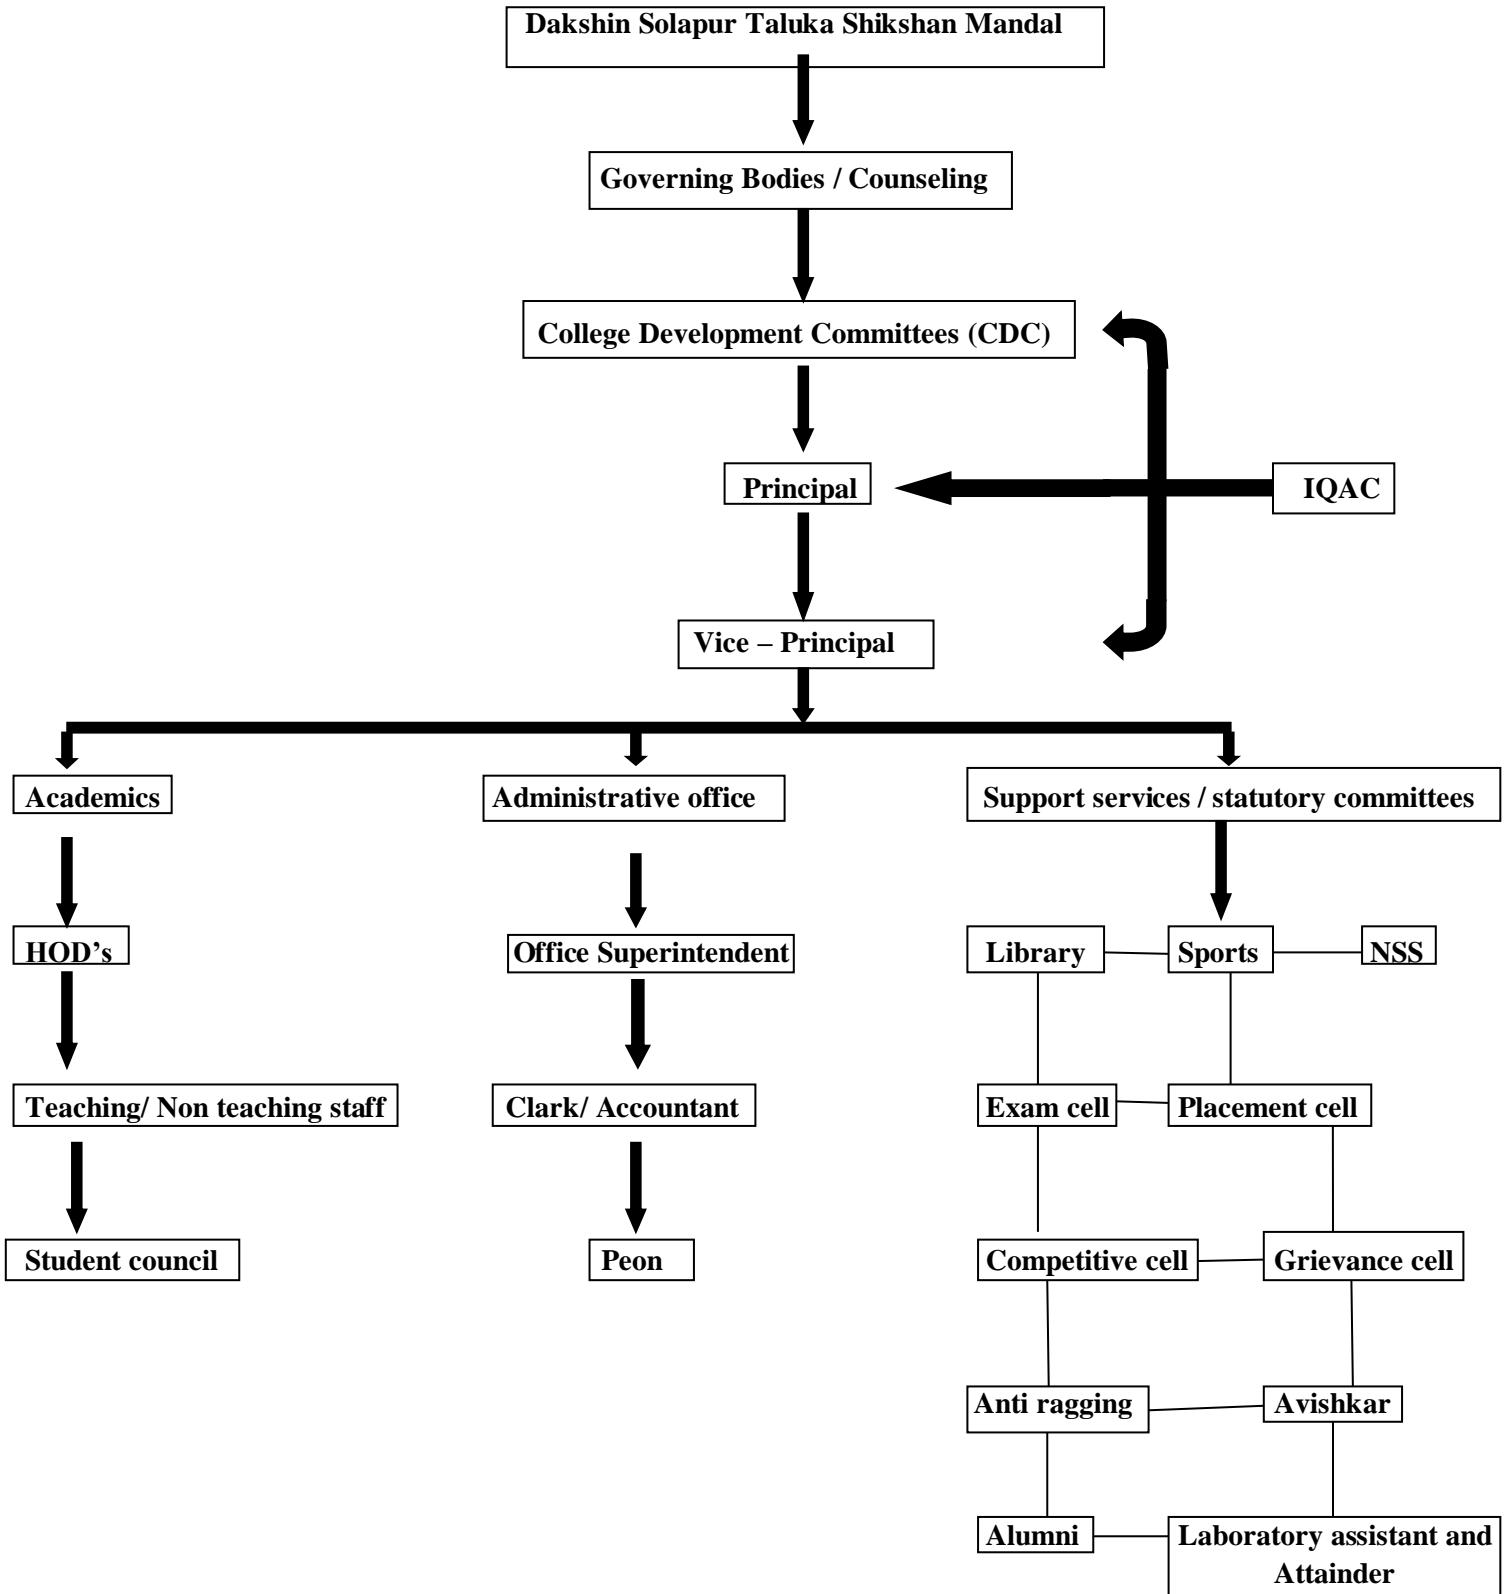 Dakshin Solapur Taluka Shikshan Mandal
Governing Bodies / Counseling
College Development Committees (CDC)
Principal
IQAC
Vice – Principal
Academics
Administrative office
Support services / statutory committees
HOD’s
Office Superintendent
Library
Sports
NSS
Teaching/ Non teaching staff
Clark/ Accountant
Exam cell
Placement cell
Student council
Peon
Competitive cell
Grievance cell
Anti ragging
Avishkar
Alumni
Laboratory assistant and
Attainder